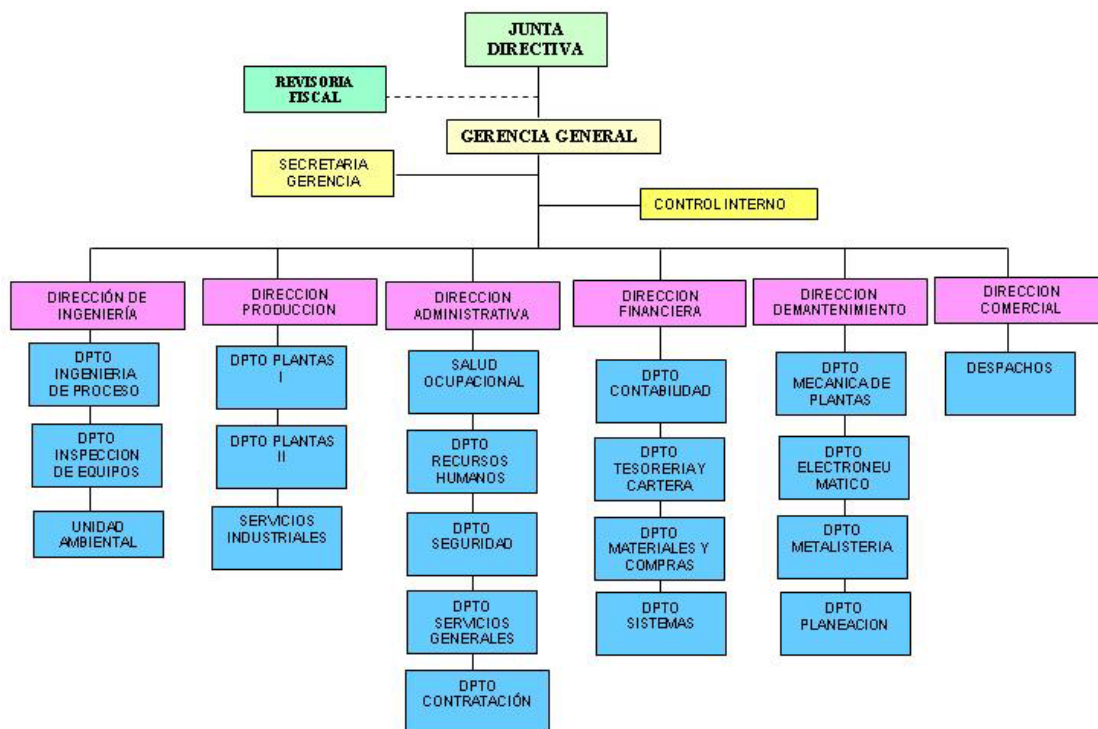 JUNTA
DIRECTIVA
REVISORIA
FISCAL
GERENCIA GENERAL
SECRETARIA
GERENCIA
CONTROL INTERNO
DIRECCIÓN DE
INGENIERÍA
DIRECCION
PRODUCCION
DIRECCION
ADMINISTRATIVA
DIRECCION
FINANCIERA
DIRECCION
DEMANTENIMIENTO
DIRECCION
COMERCIAL
DPTO
INGENIERIA
DE PROCESO
DPTO
INSPECCION
DE EQUIPOS
UNIDAD
AMBIENTAL
DPTO PLANTAS
I
DPTO PLANTAS
II
SERVICIOS
INDUSTRIALES
SALUD
OCUPACIONAL
DPTO
RECURSOS
HUMANOS
DPTO
SEGURIDAD
DPTO
SERVICIOS
GENERALES
DPTO
CONTRATACIÓN
DPTO
CONTABILIDAD
DPTO
TESORERIA Y
CARTERA
DPTO
MATERIALES Y
COMPRAS
DPTO
SISTEMAS
DPTO
MECANICA DE
PLANTAS
DPTO
ELECTRONEU
MATICO
DPTO
METALISTERIA
DPTO
PLANEACION
DESPACHOS